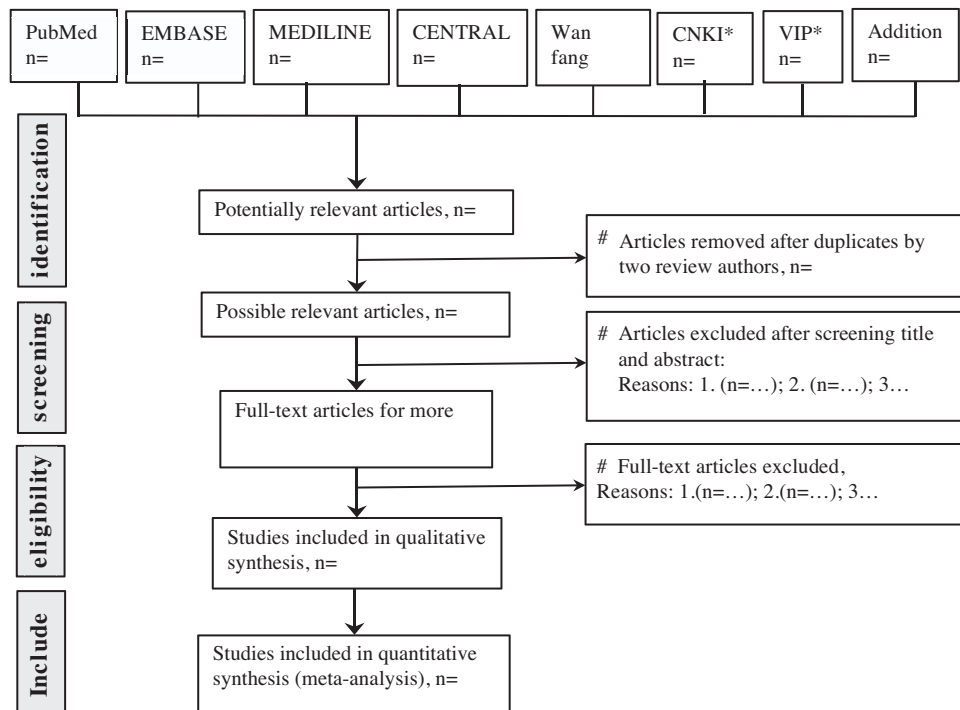 PubMed
n=
EMBASE
n=
MEDILINE
n=
CENTRAL
n=
Wan
fang
CNKI*
n=
VIP*
n=
Addition
n=
identification
Potentially relevant articles, n=
# Articles removed after duplicates by
two review authors, n=
screening
Possible relevant articles, n=
# Articles excluded after screening title
and abstract:
Reasons: 1. (n=…); 2. (n=…); 3…
Full-text articles for more
eligibility
# Full-text articles excluded,
Reasons: 1.(n=…); 2.(n=…); 3…
Studies included in qualitative
synthesis, n=
Include
Studies included in quantitative
synthesis (meta-analysis), n=